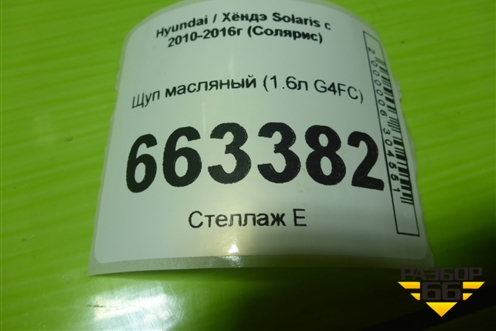 Hyundai / Хёндэ Solaris с
2010-2016г (Солярис)
Щуп масляный (1.6л G4FC)
663382
Стеллаж Е
РАЗБОР
66